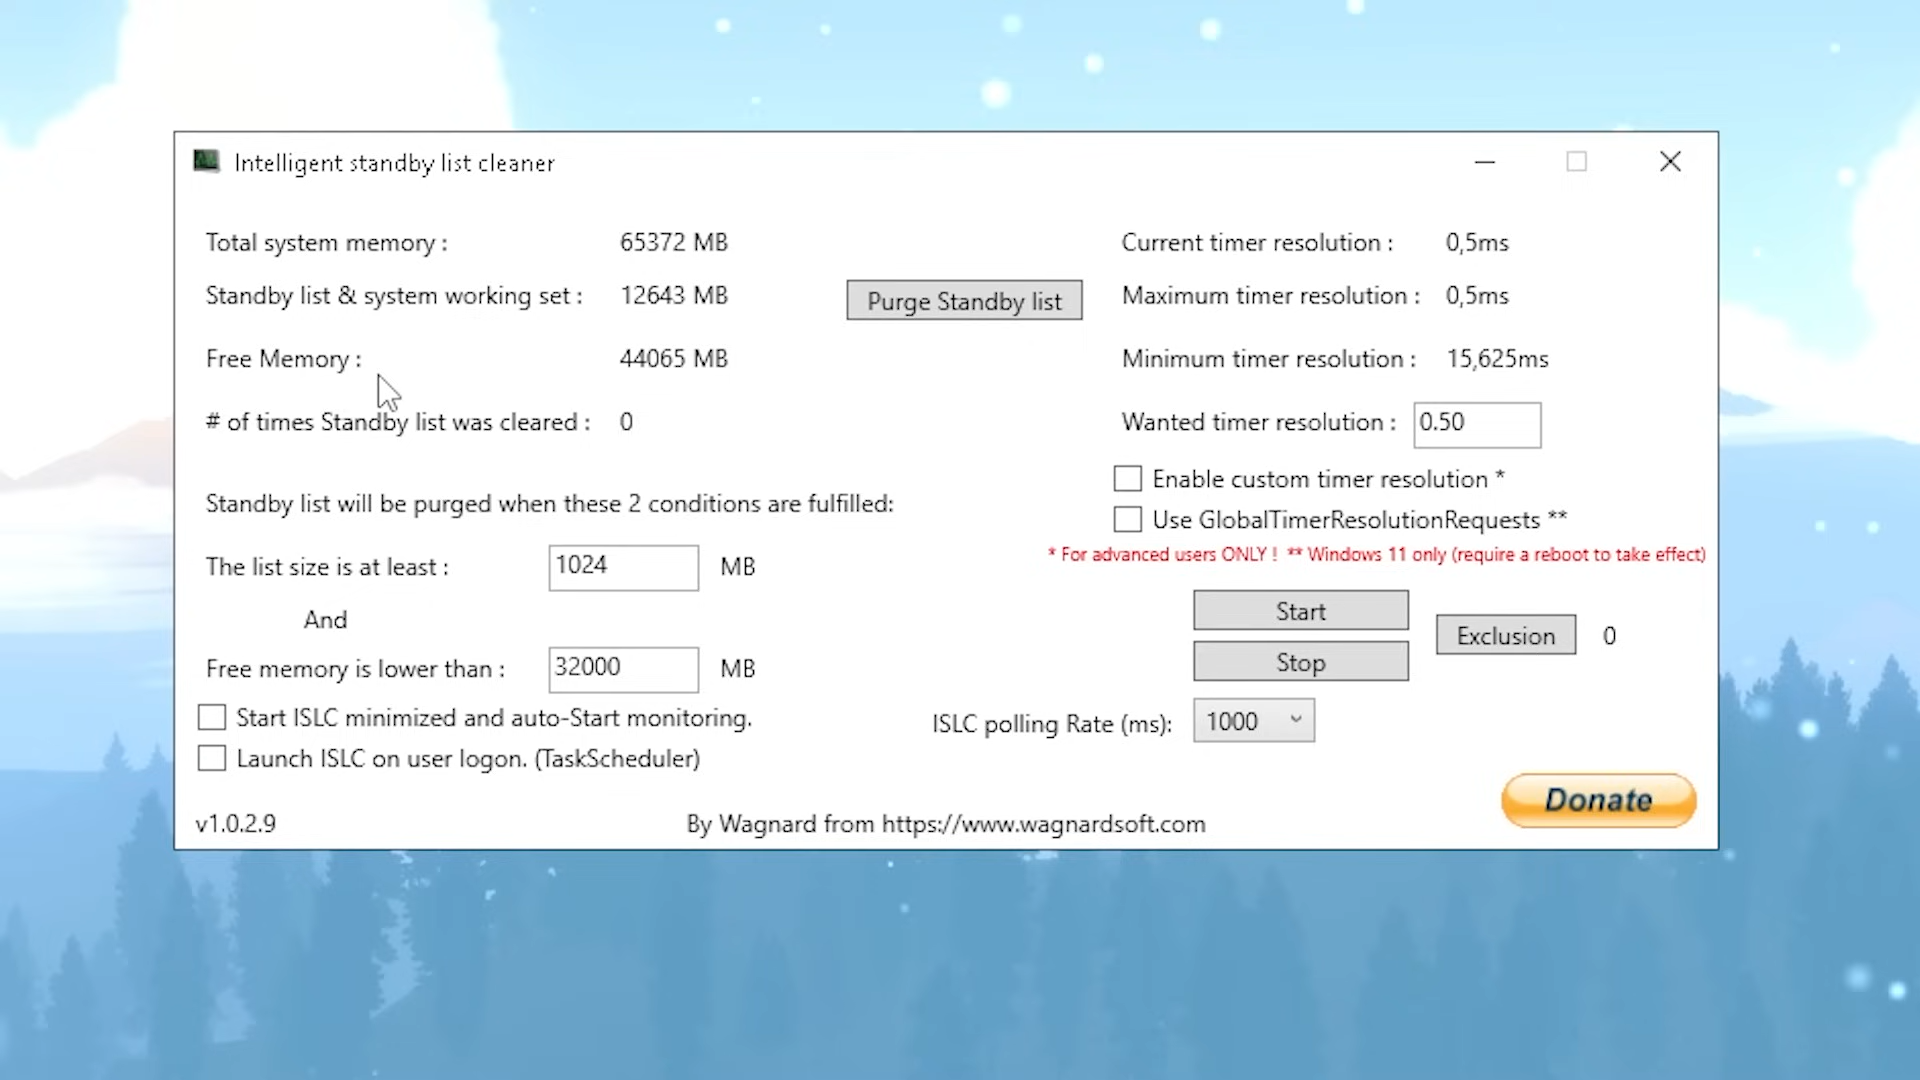 Intelligent standby list cleaner
Total system memory : 65372 MB
Standby list & system working set : 12643 MB
Purge Standby list
Free Memory : 44065 MB
# of times Standby list was cleared : 0
Standby list will be purged when these 2 conditions are fulfilled:
The list size is at least : 1024 MB
And
Free memory is lower than : 32000 MB
Start ISLC minimized and auto-Start monitoring.
Launch ISLC on user logon. (TaskScheduler)
Current timer resolution : 0,5ms
Maximum timer resolution : 0,5ms
Minimum timer resolution : 15,625ms
Wanted timer resolution : 0.50
Enable custom timer resolution *
Use GlobalTimerResolutionRequests **
* For advanced users ONLY ! ** Windows 11 only (require a reboot to take effect)
Start
Stop
Exclusion 0
ISLC polling Rate (ms): 1000
Donate
v1.0.2.9
By Wagnard from https://www.wagnardsoft.com